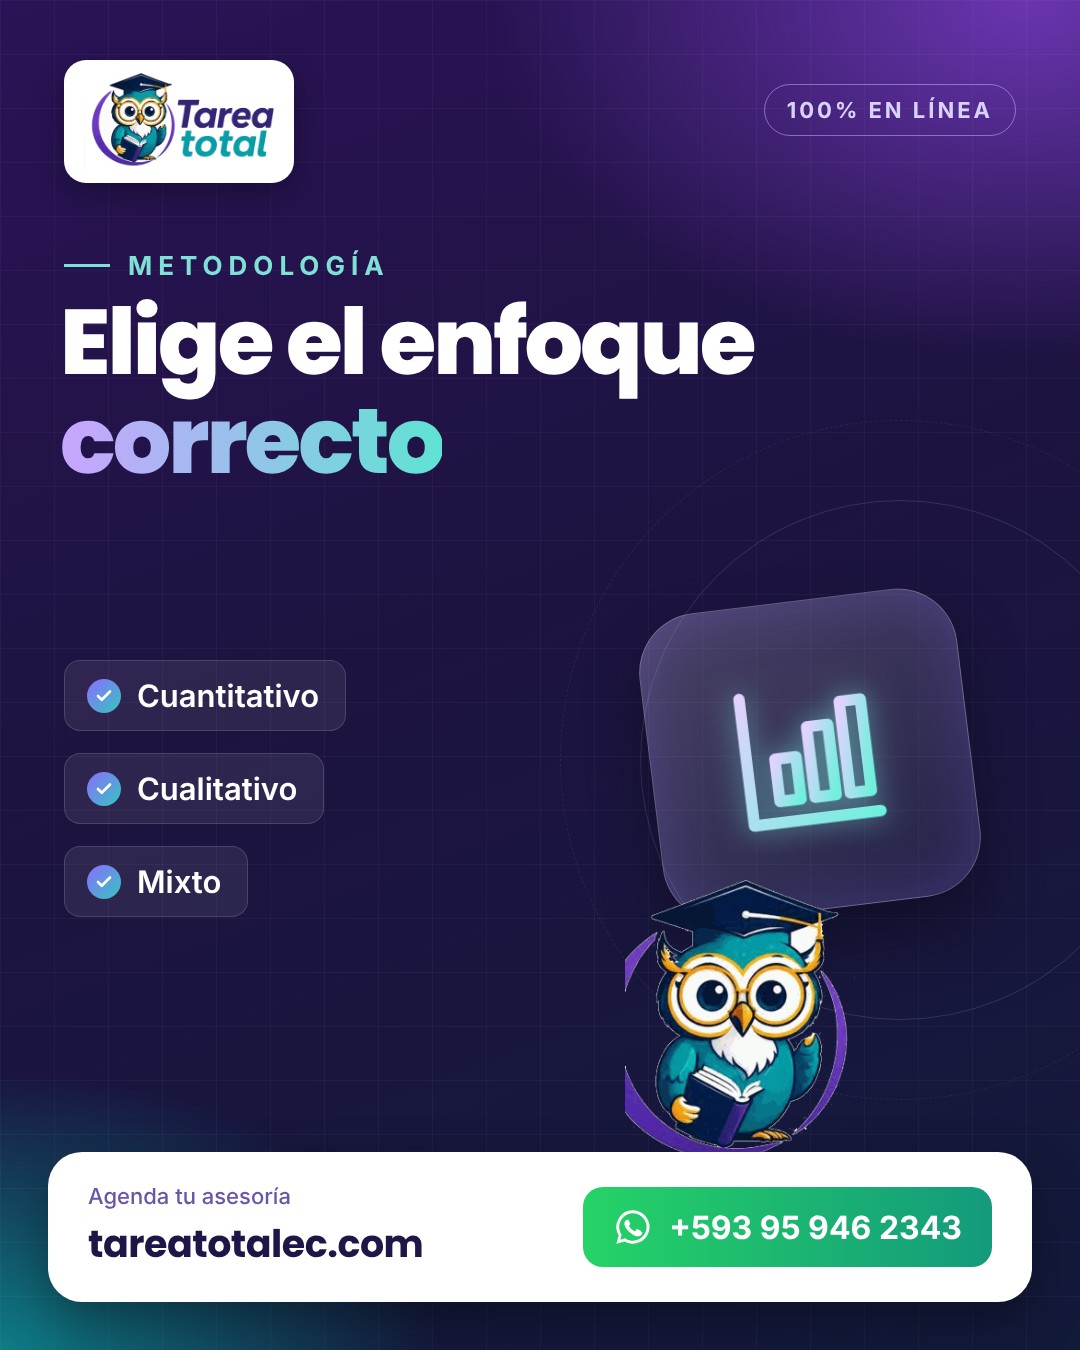 Tarea
total
100% EN LÍNEA
METODOLOGÍA
Elige el enfoque
correcto
Cuantitativo
Cualitativo
Mixto
Agenda tu asesoría
tareatotalec.com
+593 95 946 2343